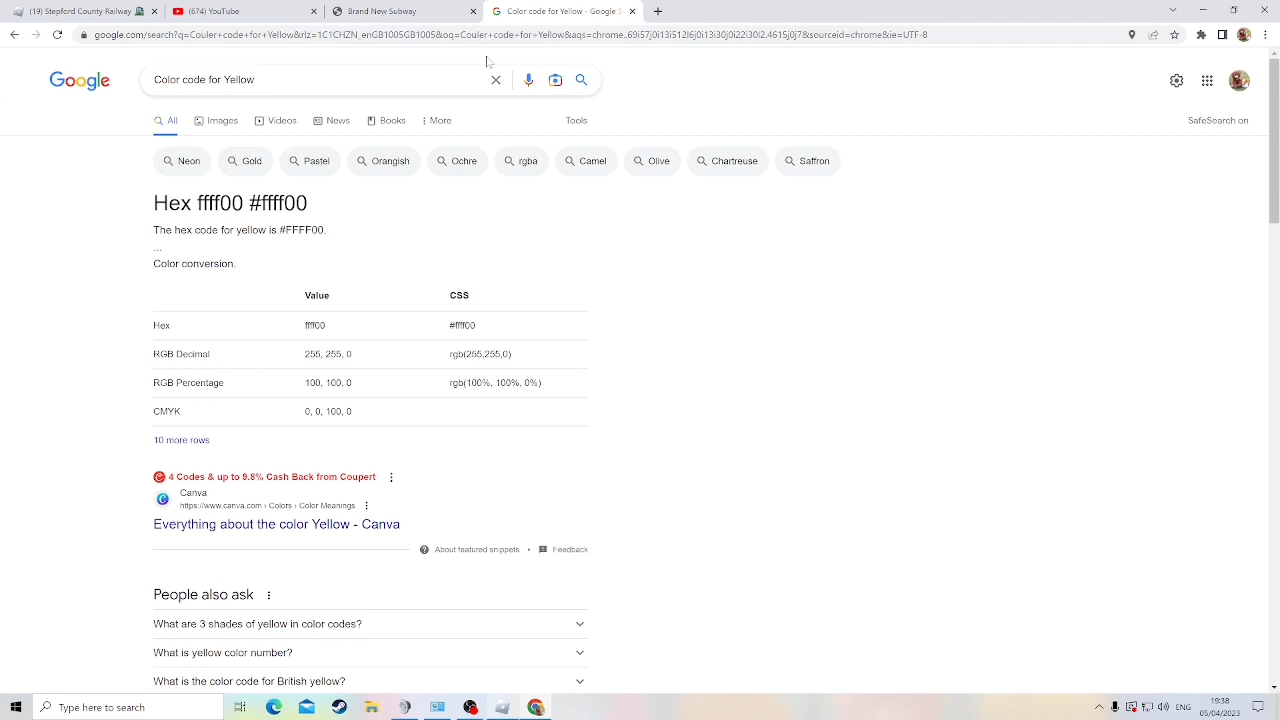 (19) Stepford County Railway
(674) YouTube
Brand New Subway
Color code for Yellow - Google S
google.com/search?q=Couler+code+for+Yellow&rlz=1C1CHZN_enGB1005GB1005&oq=Couler+code+for+Yellow&aqs=chrome.69i57j0i13i512l6j0i13i30j0i22i30l2.4615j0j7&sourceid=chrome&ie=UTF-8
Google
Color code for Yellow
All
Images
Videos
News
Books
More
Tools
SafeSearch on
Neon
Gold
Pastel
Orangish
Ochre
rgba
Camel
Olive
Chartreuse
Saffron
Hex ffff00 #ffff00
The hex code for yellow is #FFFF00.
...
Color conversion.
Value CSS
Hex ffff00 #ffff00
RGB Decimal 255, 255, 0 rgb(255,255,0)
RGB Percentage 100, 100, 0 rgb(100%, 100%, 0%)
CMYK 0, 0, 100, 0
10 more rows
4 Codes & up to 9.8% Cash Back from Coupert
Canva
https://www.canva.com › Colors › Color Meanings
Everything about the color Yellow - Canva
About featured snippets • Feedback
People also ask
What are 3 shades of yellow in color codes?
What is yellow color number?
What is the color code for British yellow?
Type here to search
ENG
19:38
05/04/2023